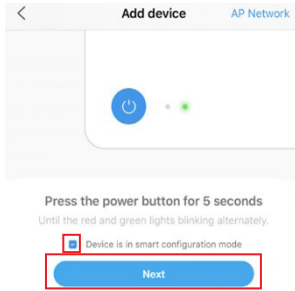 Add device AP Network
Press the power button for 5 seconds
Until the red and green lights blinking alternately.
Device is in smart configuration mode
Next